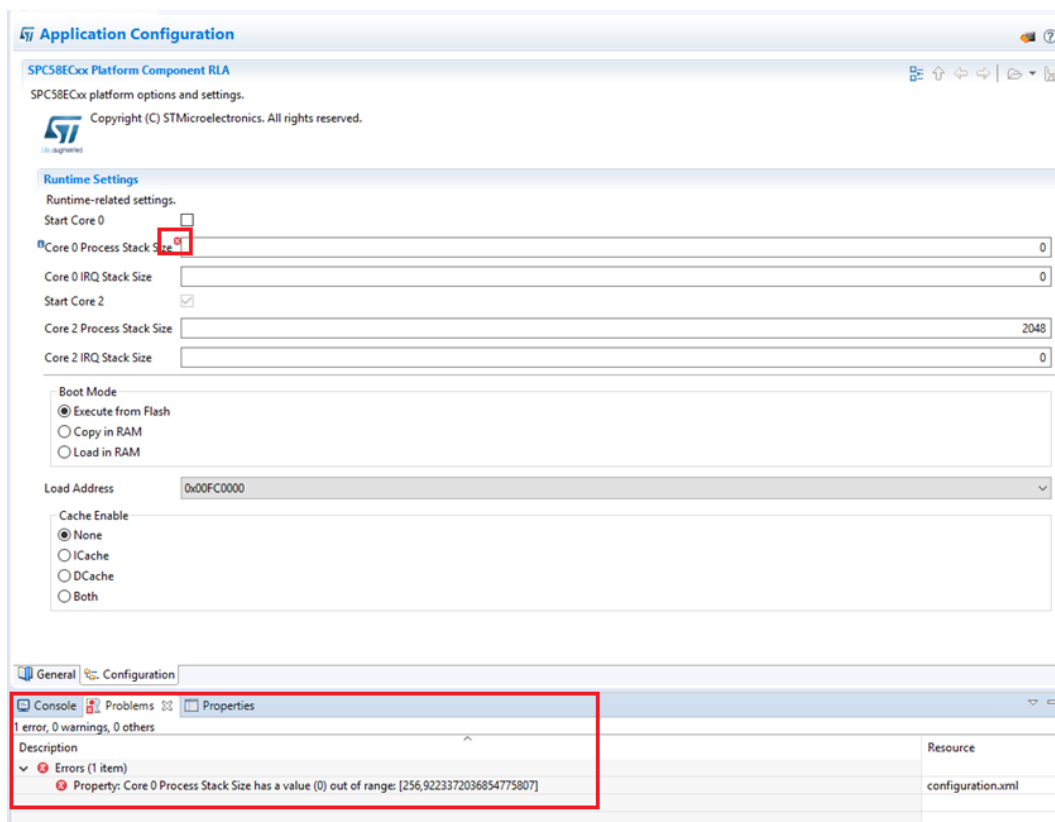 Application Configuration
SPC58ECxx Platform Component RLA
SPC58ECxx platform options and settings.
Copyright (C) STMicroelectronics. All rights reserved.
Runtime Settings
Runtime-related settings.
Start Core 0
Core 0 Process Stack Size 0
Core 0 IRQ Stack Size 0
Start Core 2
Core 2 Process Stack Size 2048
Core 2 IRQ Stack Size 0
Boot Mode
Execute from Flash
Copy in RAM
Load in RAM
Load Address 0x00FC0000
Cache Enable
None
ICache
DCache
Both
General Configuration
Console Problems Properties
1 error, 0 warnings, 0 others
Description Resource
Errors (1 item)
Property: Core 0 Process Stack Size has a value (0) out of range: [256,9223372036854775807] configuration.xml